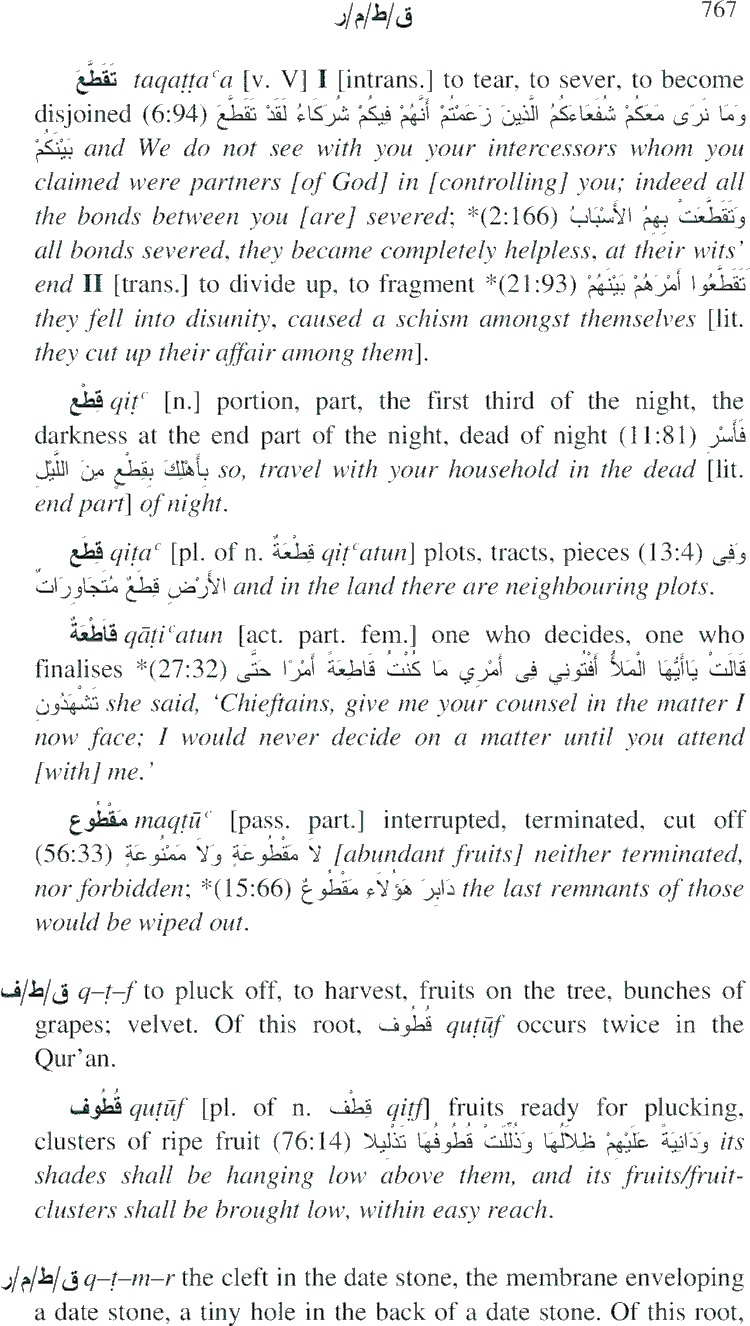 ق/ط/م/ر 767
تَقَطَّعَ taqaṭṭaʿa [v. V] I [intrans.] to tear, to sever, to become
disjoined (6:94) وَمَا نَرَى مَعَكُمْ شُفَعَاءَكُمُ الَّذِينَ زَعَمْتُمْ أَنَّهُمْ فِيكُمْ شُرَكَاءُ لَقَدْ تَقَطَّعَ
بَيْنَكُمْ and We do not see with you your intercessors whom you
claimed were partners [of God] in [controlling] you; indeed all
the bonds between you [are] severed; *(2:166) وَتَقَطَّعَتْ بِهِمُ الأَسْبَابُ
all bonds severed, they became completely helpless, at their wits’
end II [trans.] to divide up, to fragment *(21:93) تَقَطَّعُوا أَمْرَهُمْ بَيْنَهُمْ
they fell into disunity, caused a schism amongst themselves [lit.
they cut up their affair among them].
قِطْع qiṭʿ [n.] portion, part, the first third of the night, the
darkness at the end part of the night, dead of night (11:81) فَأَسْرِ
بِأَهْلِكَ بِقِطْعٍ مِنَ اللَّيْلِ so, travel with your household in the dead [lit.
end part] of night.
قِطَع qiṭaʿ [pl. of n. قِطْعَةٌ qiṭʿatun] plots, tracts, pieces (13:4) وَفِى
الأَرْضِ قِطَعٌ مُتَجَاوِرَاتٌ and in the land there are neighbouring plots.
قَاطْعَةٌ qāṭiʿatun [act. part. fem.] one who decides, one who
finalises *(27:32) قَالَتْ يَاأَيُّهَا الْمَلأُ أَفْتُونِي فِى أَمْرِي مَا كُنْتُ قَاطِعَةً أَمْرًا حَتَّى
تَشْهَدُونِ she said, ‘Chieftains, give me your counsel in the matter I
now face; I would never decide on a matter until you attend
[with] me.’
مَقْطُوع maqṭūʿ [pass. part.] interrupted, terminated, cut off
(56:33) لاَ مَقْطُوعَةٍ وَلاَ مَمْنُوعَةٍ [abundant fruits] neither terminated,
nor forbidden; *(15:66) دَابِرَ هَؤُلاَءِ مَقْطُوعٌ the last remnants of those
would be wiped out.
ق/ط/ف q–ṭ–f to pluck off, to harvest, fruits on the tree, bunches of
grapes; velvet. Of this root, قُطُوف quṭūf occurs twice in the
Qur’an.
قُطُوف quṭūf [pl. of n. قِطْف qiṭf] fruits ready for plucking,
clusters of ripe fruit (76:14) وَدَانِيَةً عَلَيْهِمْ ظِلاَلُهَا وَذُلِّلَتْ قُطُوفُهَا تَذْلِيلا its
shades shall be hanging low above them, and its fruits/fruit-
clusters shall be brought low, within easy reach.
ق/ط/م/ر q–ṭ–m–r the cleft in the date stone, the membrane enveloping
a date stone, a tiny hole in the back of a date stone. Of this root,